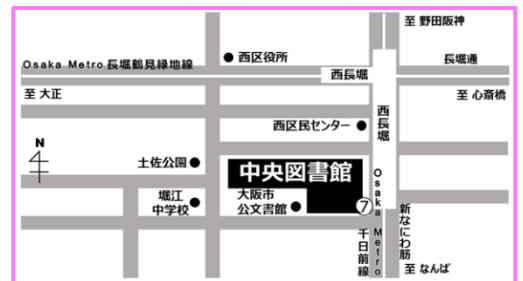 至 野田阪神
西区役所
長堀通
Osaka Metro 長堀鶴見緑地線
西長堀
至 大正
至 心斎橋
西長堀
西区民センター
N
土佐公園
中央図書館
堀江
中学校
大阪市
公文書館
⑦
Osaka Metro
千日前線
新なにわ筋
至 なんば